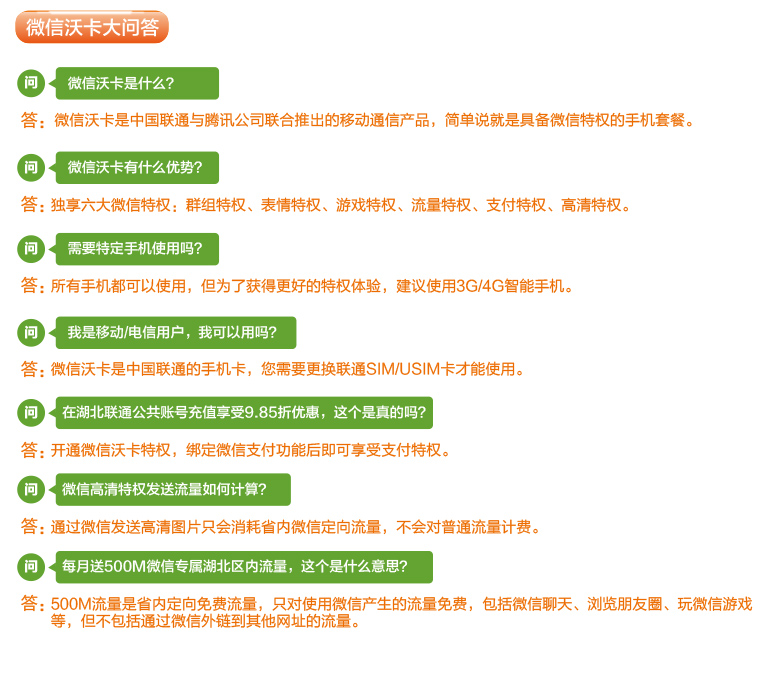 微信沃卡大问答
问 微信沃卡是什么?
答: 微信沃卡是中国联通与腾讯公司联合推出的移动通信产品，简单说就是具备微信特权的手机套餐。
问 微信沃卡有什么优势?
答: 独享六大微信特权: 群组特权、表情特权、游戏特权、流量特权、支付特权、高清特权。
问 需要特定手机使用吗?
答: 所有手机都可以使用，但为了获得更好的特权体验，建议使用3G/4G智能手机。
问 我是移动/电信用户，我可以用吗?
答: 微信沃卡是中国联通的手机卡，您需要更换联通SIM/USIM卡才能使用。
问 在湖北联通公共账号充值享受9.85折优惠，这个是真的吗?
答: 开通微信沃卡特权，绑定微信支付功能后即可享受支付特权。
问 微信高清特权发送流量如何计算?
答: 通过微信发送高清图片只会消耗省内微信定向流量，不会对普通流量计费。
问 每月送500M微信专属湖北区内流量，这个是什么意思?
答: 500M流量是省内定向免费流量，只对使用微信产生的流量免费，包括微信聊天、浏览朋友圈、玩微信游戏
等，但不包括通过微信外链到其他网址的流量。